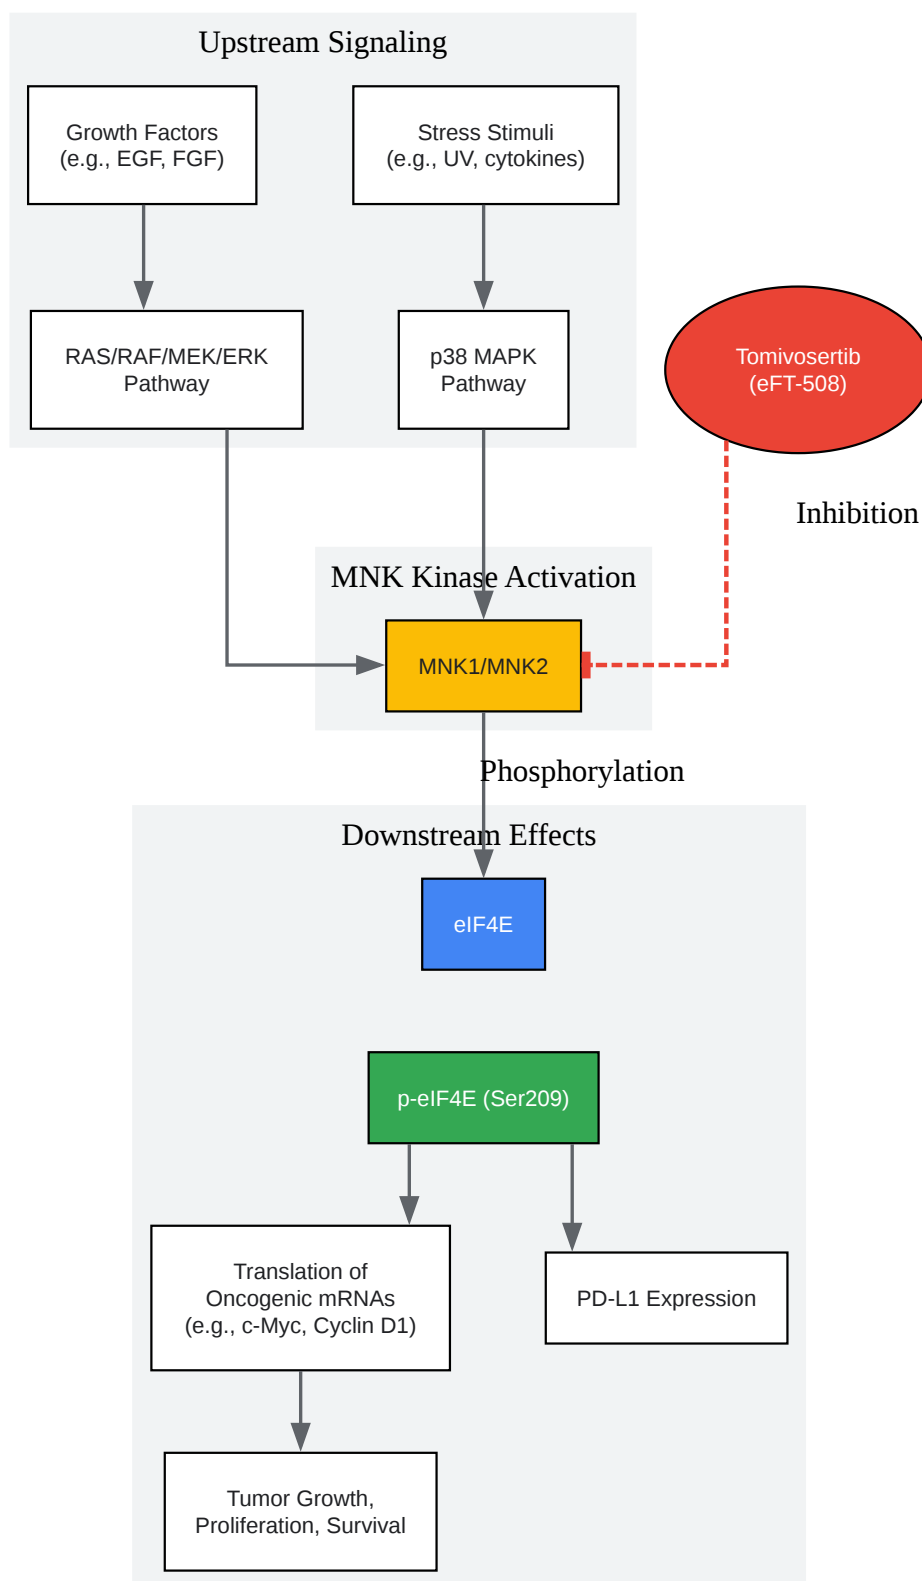 Upstream Signaling
Growth Factors
(e.g., EGF, FGF)
Stress Stimuli
(e.g., UV, cytokines)
RAS/RAF/MEK/ERK
Pathway
p38 MAPK
Pathway
Tomivosertib
(eFT-508)
Inhibition
MNK Kinase Activation
MNK1/MNK2
Phosphorylation
Downstream Effects
eIF4E
p-eIF4E (Ser209)
Translation of
Oncogenic mRNAs
(e.g., c-Myc, Cyclin D1)
PD-L1 Expression
Tumor Growth,
Proliferation, Survival